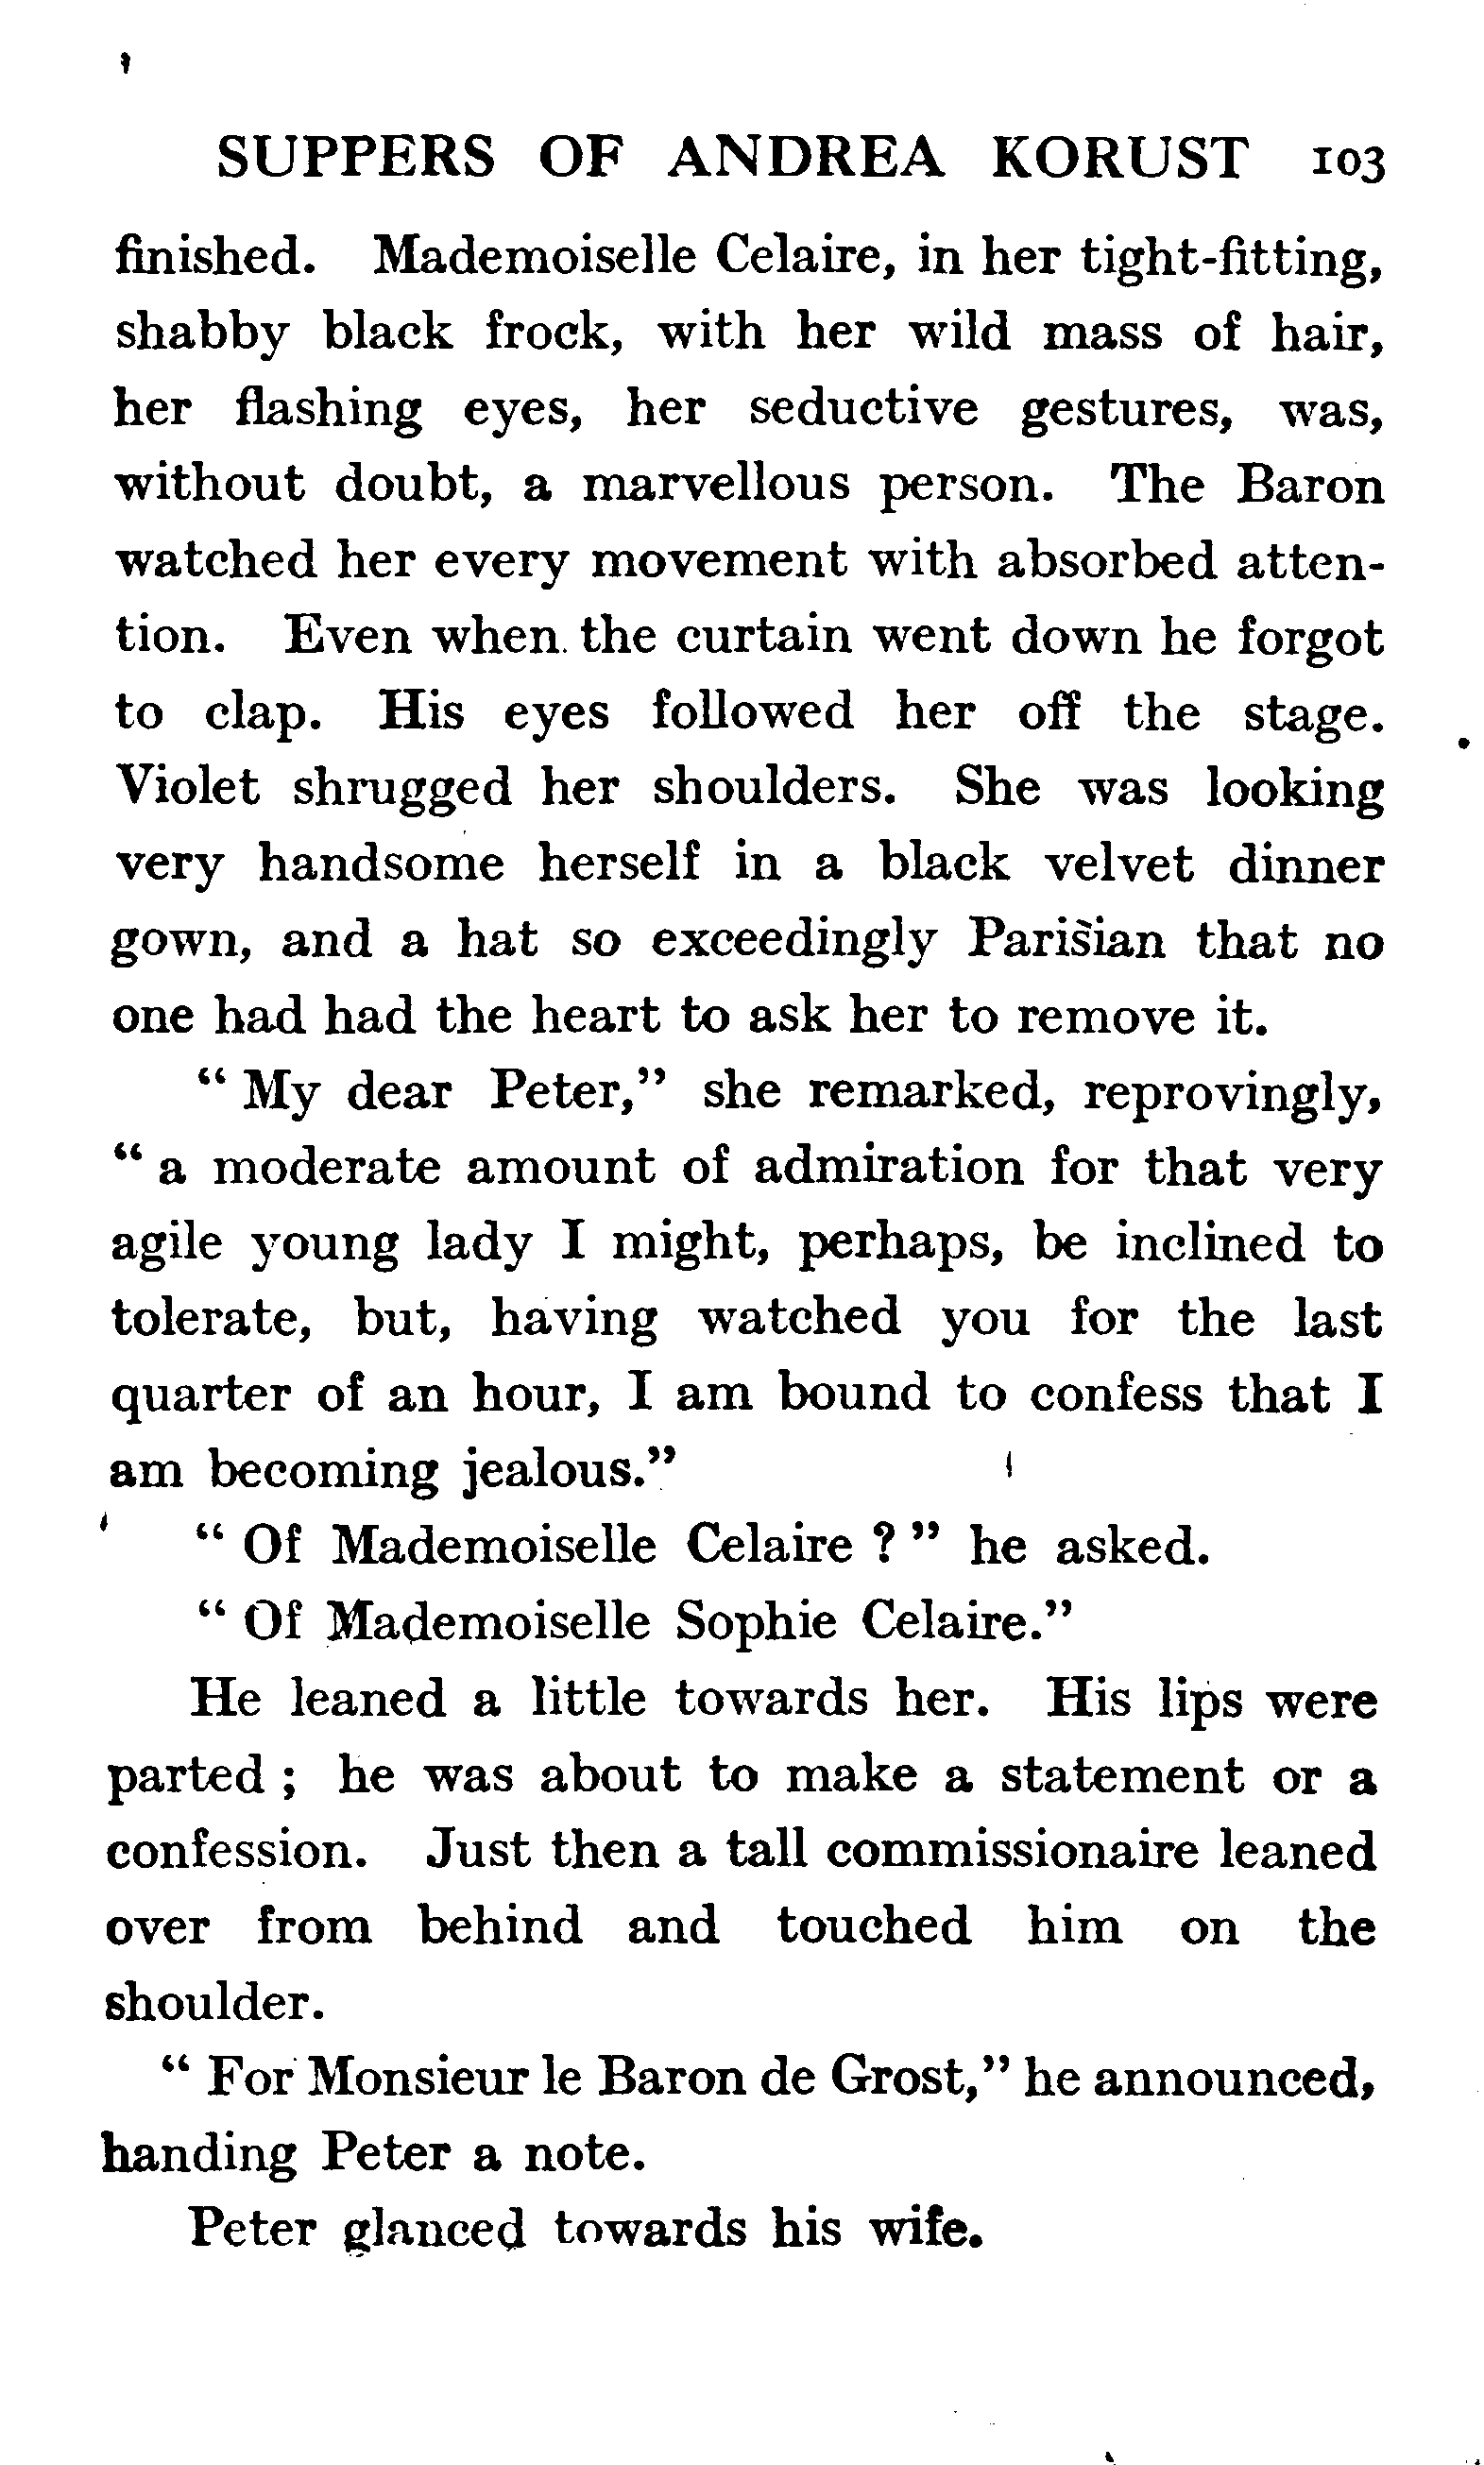 SUPPERS OF ANDREA KORUST 103
finished. Mademoiselle Celaire, in her tight-fitting,
shabby black frock, with her wild mass of hair,
her flashing eyes, her seductive gestures, was,
without doubt, a marvellous person. The Baron
watched her every movement with absorbed atten-
tion. Even when the curtain went down he forgot
to clap. His eyes followed her off the stage.
Violet shrugged her shoulders. She was looking
very handsome herself in a black velvet dinner
gown, and a hat so exceedingly Parisian that no
one had had the heart to ask her to remove it.
“ My dear Peter,” she remarked, reprovingly,
“ a moderate amount of admiration for that very
agile young lady I might, perhaps, be inclined to
tolerate, but, having watched you for the last
quarter of an hour, I am bound to confess that I
am becoming jealous.”
“ Of Mademoiselle Celaire ? ” he asked.
“ Of Mademoiselle Sophie Celaire.”
He leaned a little towards her. His lips were
parted ; he was about to make a statement or a
confession. Just then a tall commissionaire leaned
over from behind and touched him on the
shoulder.
“ For Monsieur le Baron de Grost,” he announced,
handing Peter a note.
Peter glanced towards his wife.